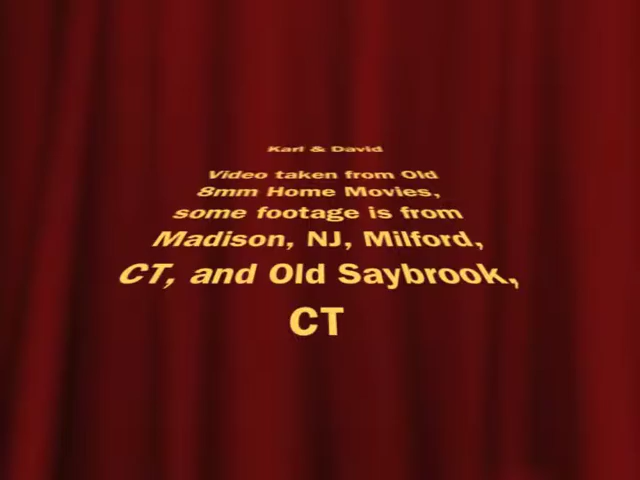 Karl & David
Video taken from Old
8mm Home Movies,
some footage is from
Madison, NJ, Milford,
CT, and Old Saybrook,
CT